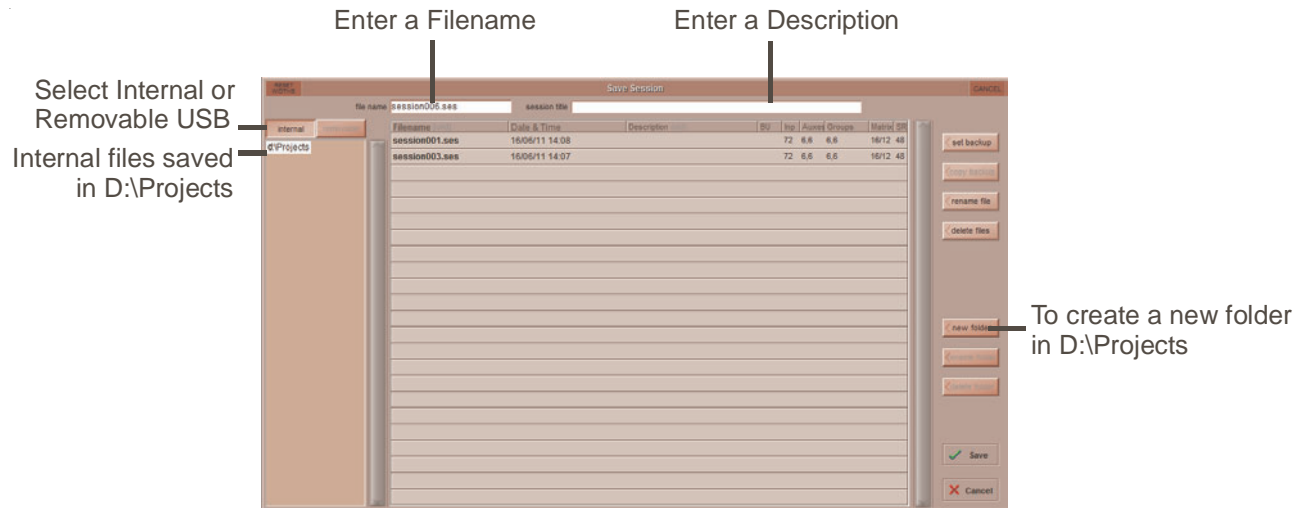 Enter a Filename
Enter a Description
Select Internal or
Removable USB
Internal files saved
in D:\Projects
Save Session
CANCEL
file name session006.ses session title
internal
d:\Projects
Filename Date & Time Description BU Inp Auxes Groups Matrix SR
session001.ses 16/06/11 14:08 72 6,6 6,6 16/12 48
session003.ses 16/06/11 14:07 72 6,6 6,6 16/12 48
set backup
copy backup
rename file
delete files
new folder
To create a new folder
in D:\Projects
Save
Cancel